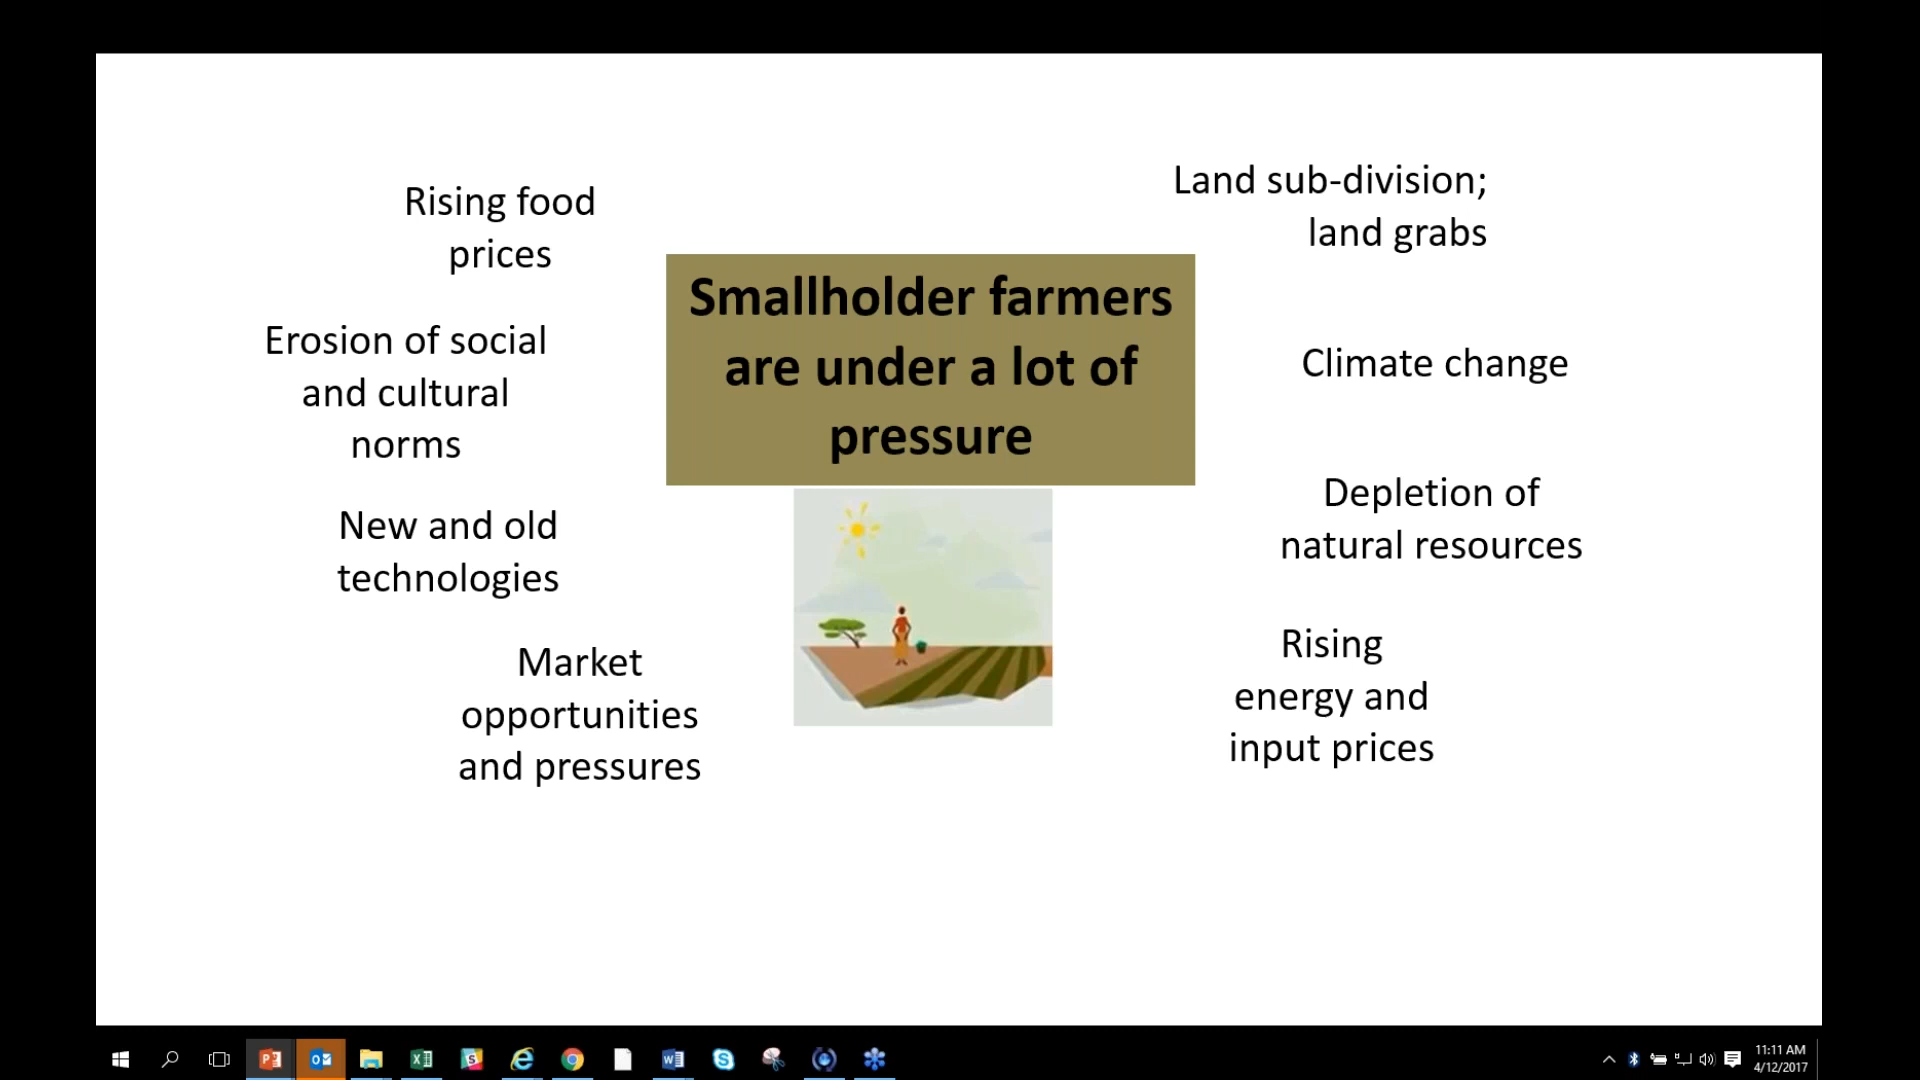 Rising food
prices
Erosion of social
and cultural
norms
New and old
technologies
Market
opportunities
and pressures
Smallholder farmers
are under a lot of
pressure
Land sub-division;
land grabs
Climate change
Depletion of
natural resources
Rising
energy and
input prices
11:11 AM
4/12/2017